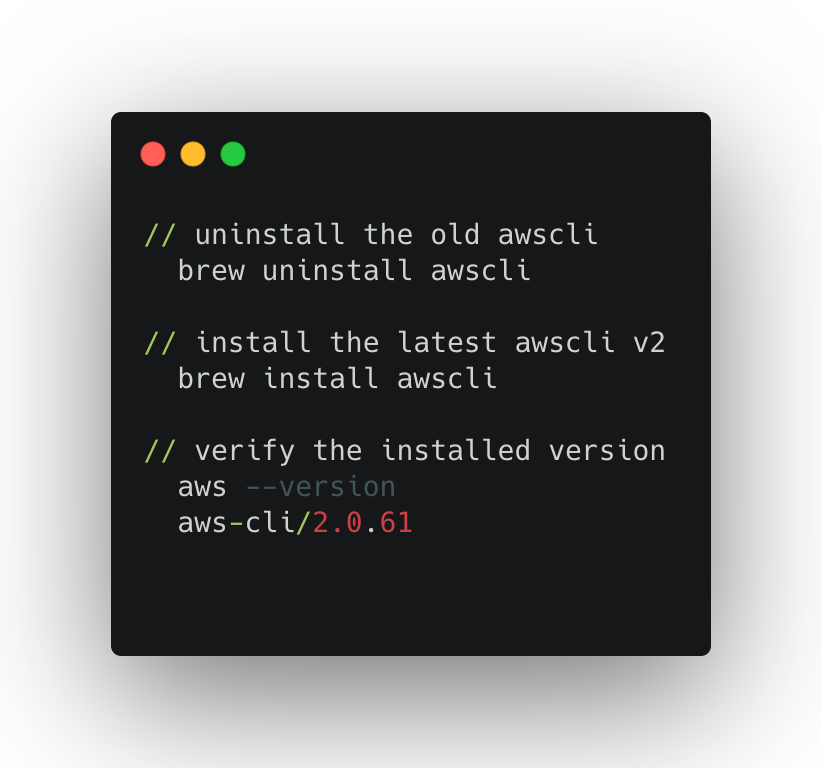 // uninstall the old awscli
brew uninstall awscli
// install the latest awscli v2
brew install awscli
// verify the installed version
aws --version
aws-cli/2.0.61